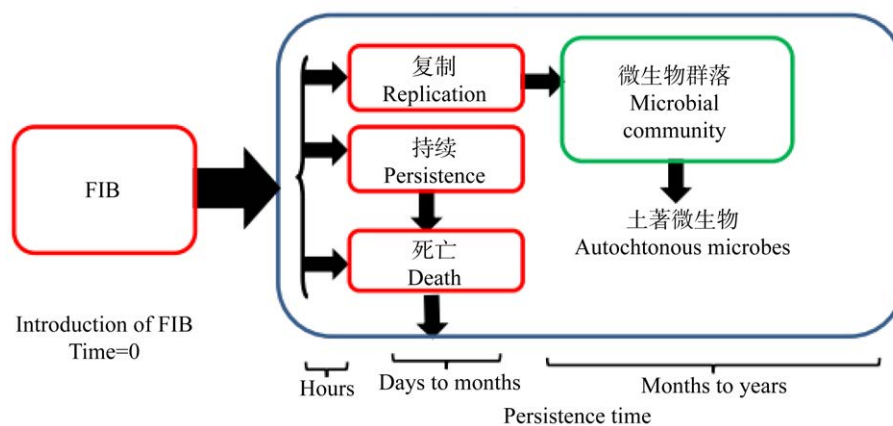 FIB
Introduction of FIB
Time=0
复制
Replication
持续
Persistence
死亡
Death
微生物群落
Microbial
community
土著微生物
Autochtonous microbes
Hours
Days to months
Months to years
Persistence time